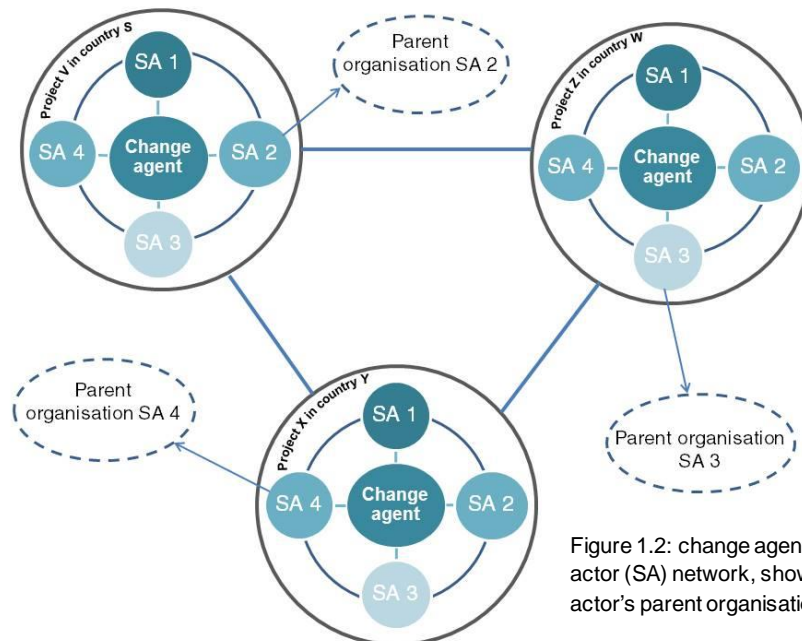 Project V in country S
SA 1
SA 4
Change
agent
SA 2
SA 3
Parent
organisation SA 2
Project Z in country W
SA 1
SA 4
Change
agent
SA 2
SA 3
Parent
organisation SA 4
Project X in country Y
SA 1
SA 4
Change
agent
SA 2
SA 3
Parent organisation
SA 3
Figure 1.2: change agen
actor (SA) network, show
actor’s parent organisatio